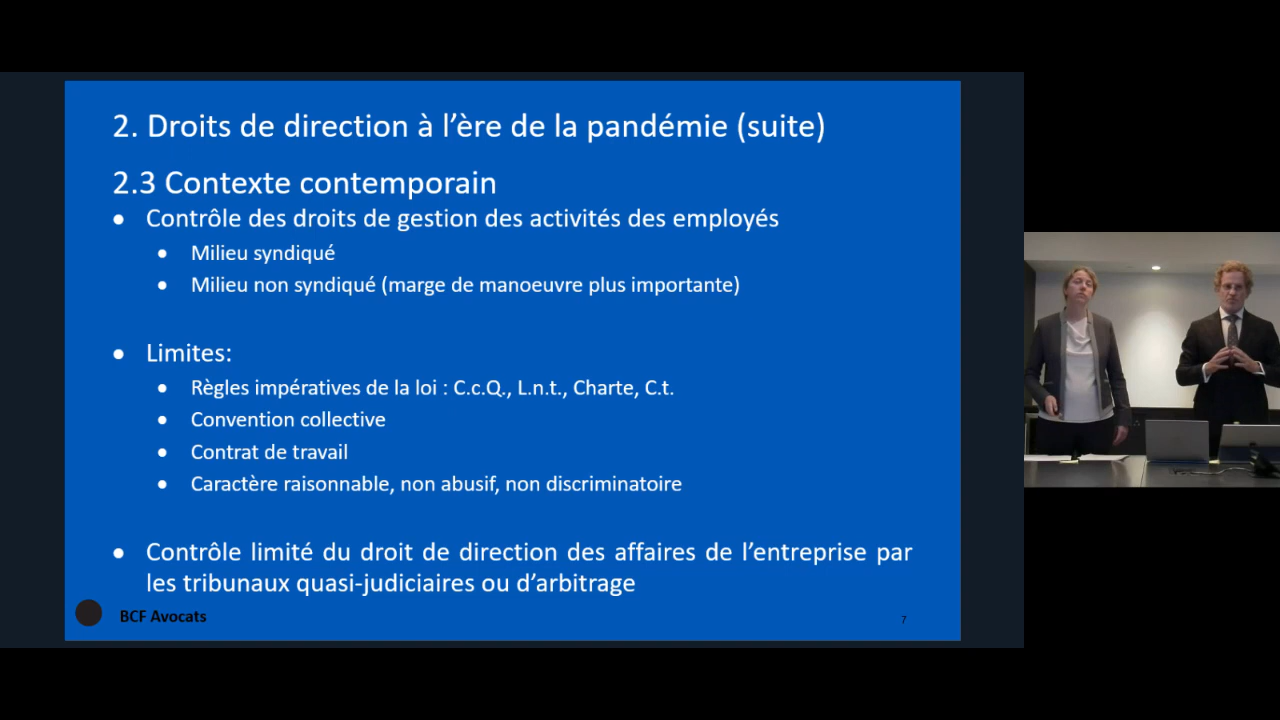 2. Droits de direction à l’ère de la pandémie (suite)
2.3 Contexte contemporain
• Contrôle des droits de gestion des activités des employés
• Milieu syndiqué
• Milieu non syndiqué (marge de manoeuvre plus importante)
• Limites:
• Règles impératives de la loi : C.c.Q., L.n.t., Charte, C.t.
• Convention collective
• Contrat de travail
• Caractère raisonnable, non abusif, non discriminatoire
• Contrôle limité du droit de direction des affaires de l’entreprise par
les tribunaux quasi-judiciaires ou d’arbitrage
BCF Avocats
7